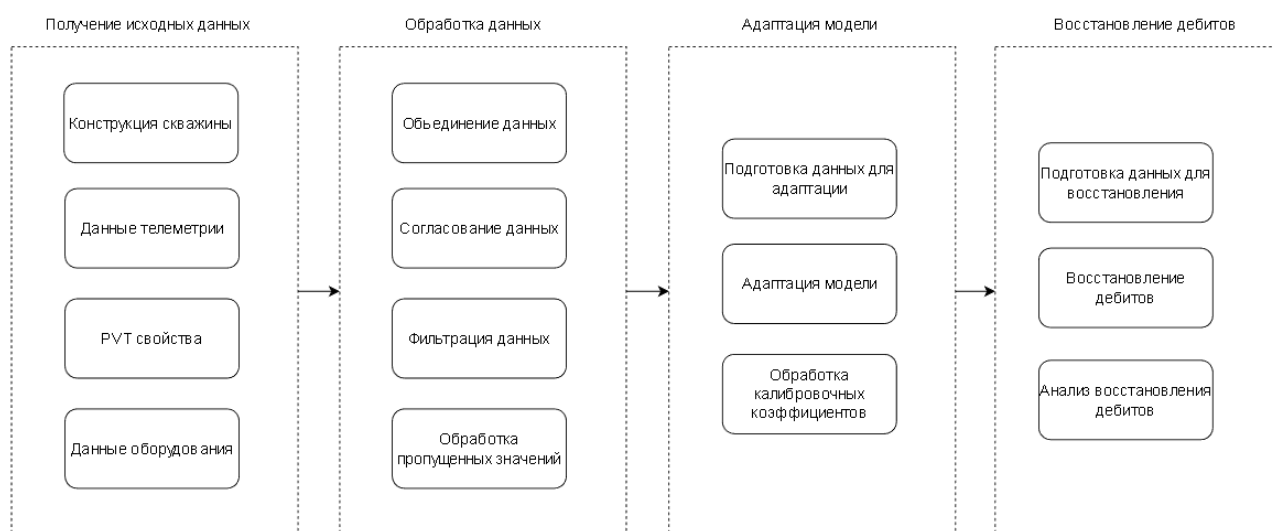 Получение исходных данных
Конструкция скважины
Данные телеметрии
PVT свойства
Данные оборудования
Обработка данных
Объединение данных
Согласование данных
Фильтрация данных
Обработка
пропущенных значений
Адаптация модели
Подготовка данных для
адаптации
Адаптация модели
Обработка
калибровочных
коэффициентов
Восстановление дебитов
Подготовка данных для
восстановления
Восстановление
дебитов
Анализ восстановления
дебитов